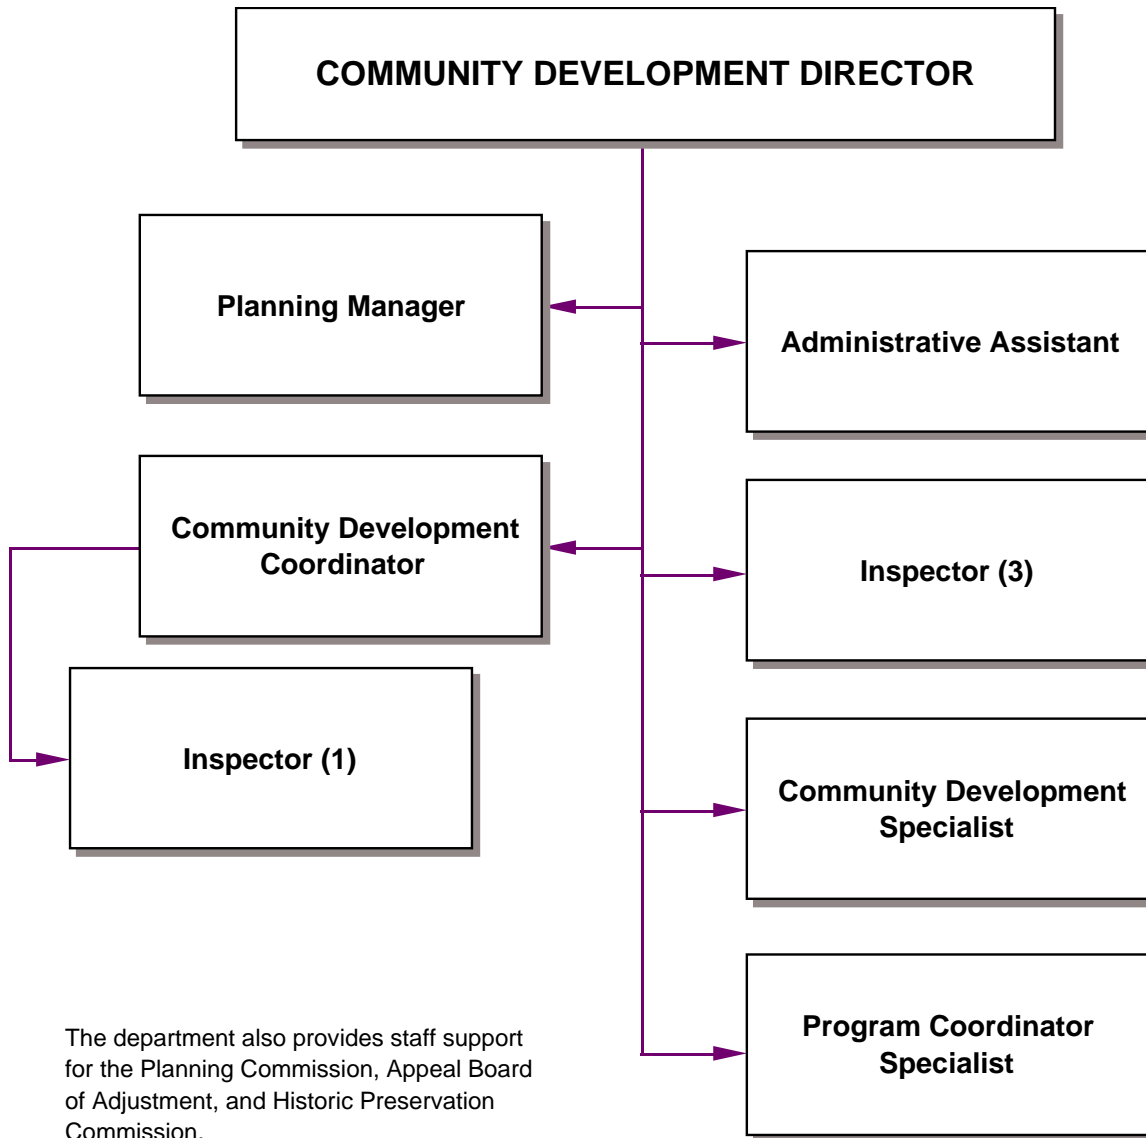 COMMUNITY DEVELOPMENT DIRECTOR
Planning Manager
Administrative Assistant
Community Development
Coordinator
Inspector (3)
Inspector (1)
Community Development
Specialist
Program Coordinator
Specialist
The department also provides staff support
for the Planning Commission, Appeal Board
of Adjustment, and Historic Preservation
Commission.